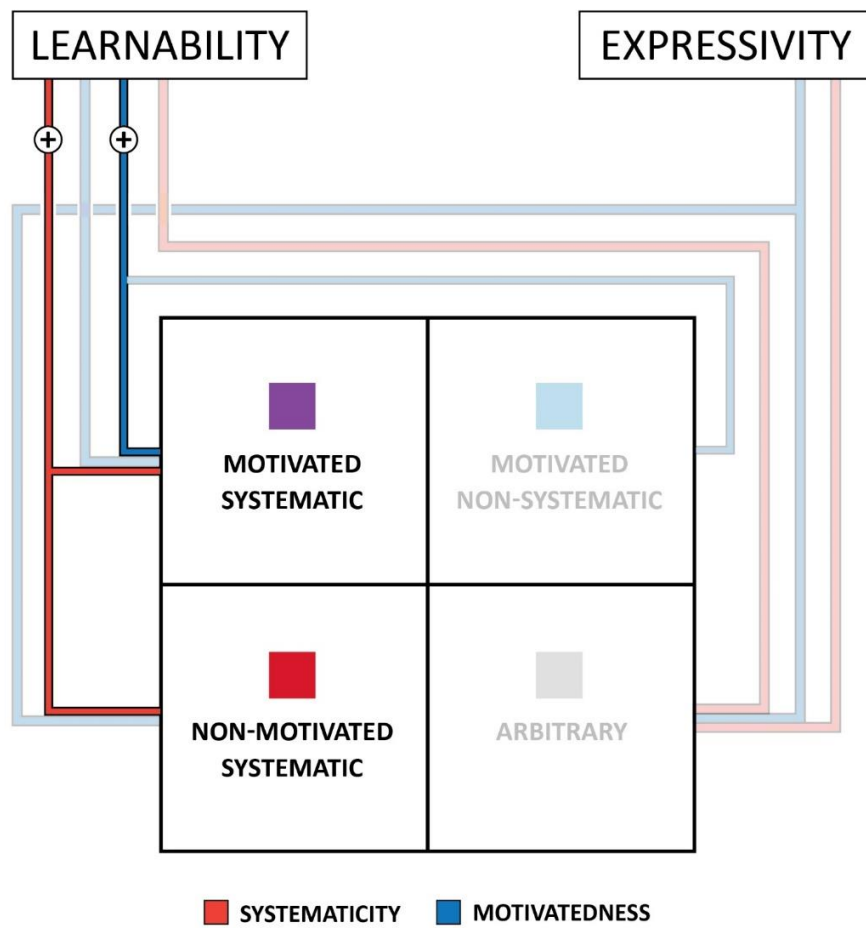 LEARNABILITY
EXPRESSIVITY
+
+
MOTIVATED
SYSTEMATIC
MOTIVATED
NON-SYSTEMATIC
NON-MOTIVATED
SYSTEMATIC
ARBITRARY
SYSTEMATICITY
MOTIVATEDNESS